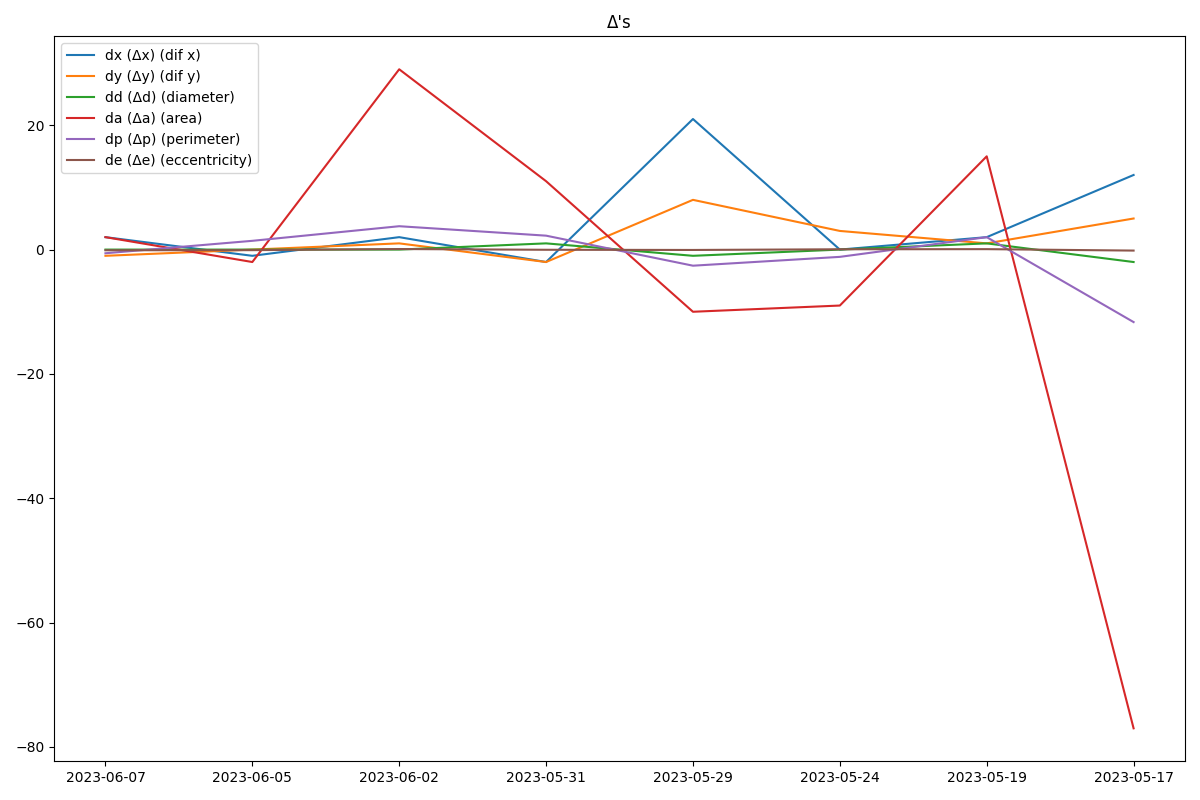 Δ's
dx (Δx) (dif x)
dy (Δy) (dif y)
dd (Δd) (diameter)
da (Δa) (area)
dp (Δp) (perimeter)
de (Δe) (eccentricity)
20
0
−20
−40
−60
−80
2023-06-07 2023-06-05 2023-06-02 2023-05-31 2023-05-29 2023-05-24 2023-05-19 2023-05-17